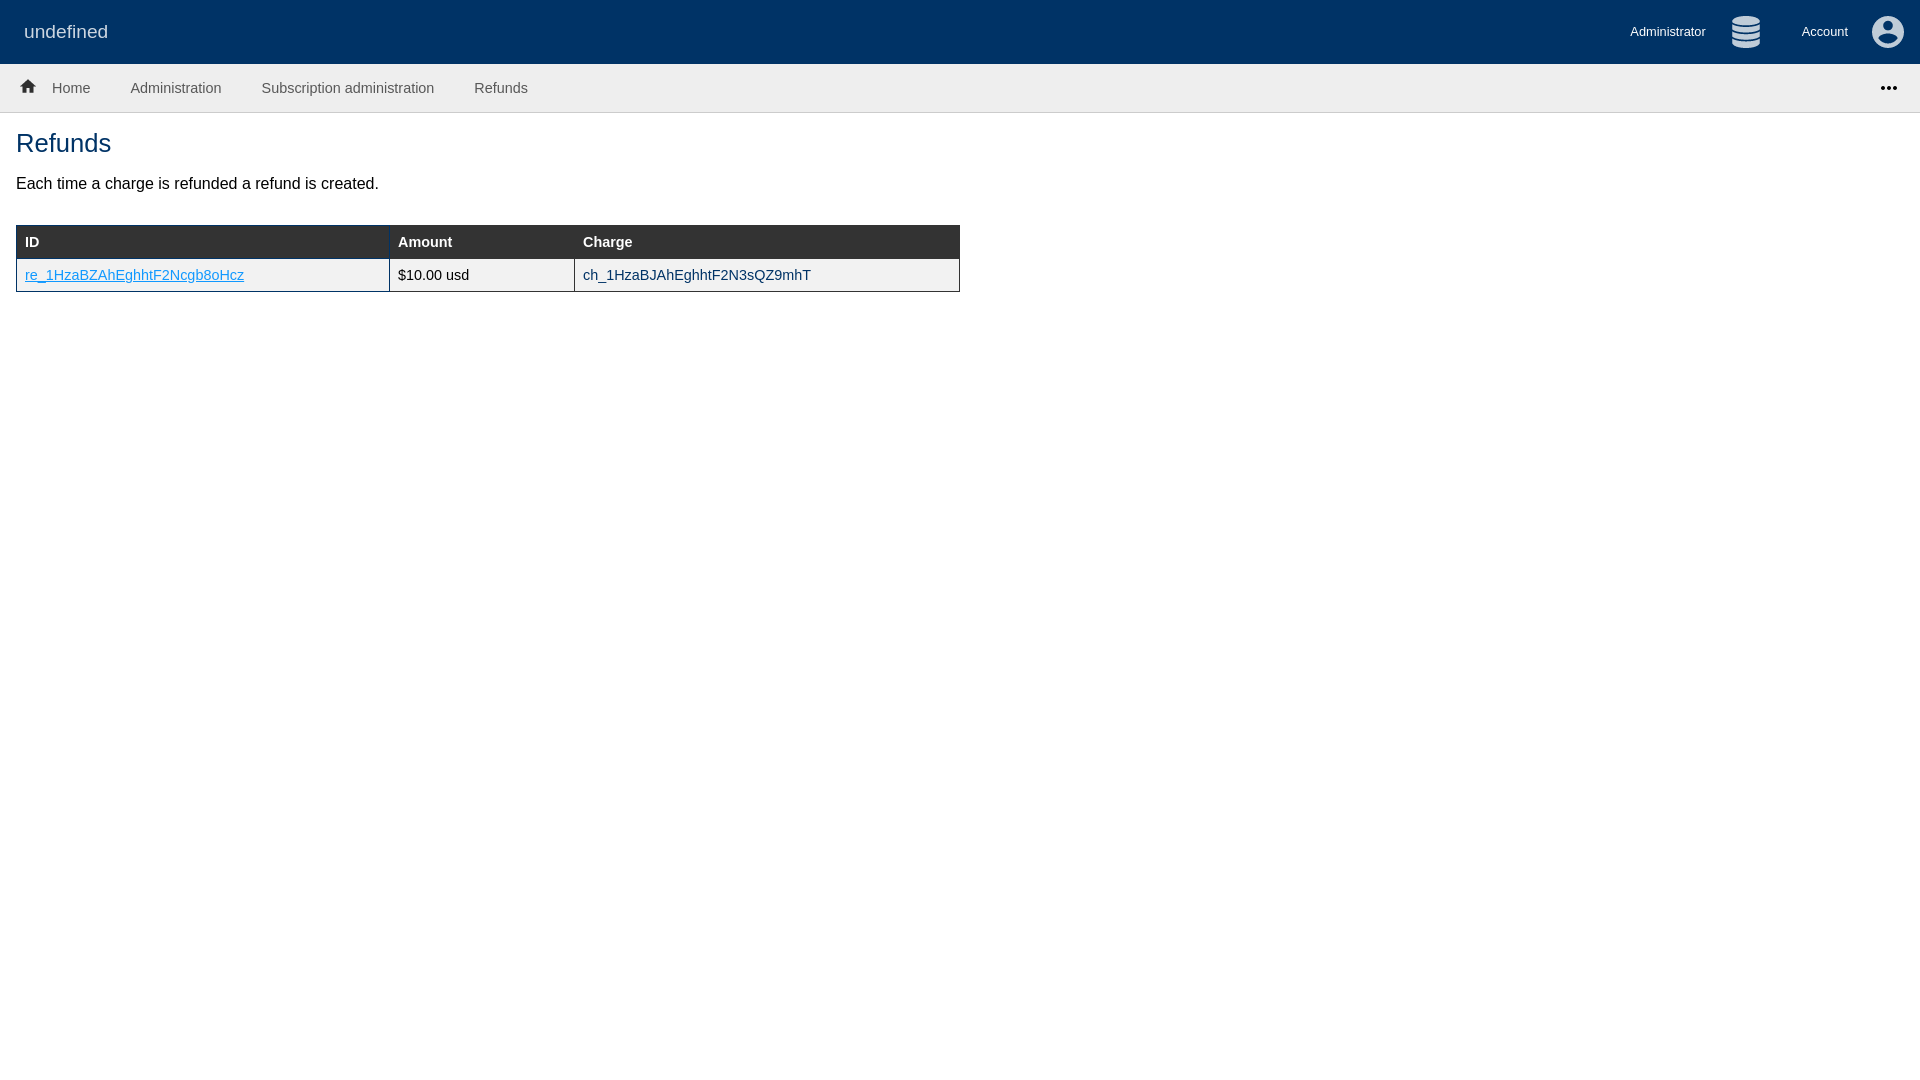 undefined
Administrator
Account
Home
Administration
Subscription administration
Refunds
Refunds
Each time a charge is refunded a refund is created.
ID Amount Charge
re_1HzaBZAhEghhtF2Ncgb8oHcz $10.00 usd ch_1HzaBJAhEghhtF2N3sQZ9mhT